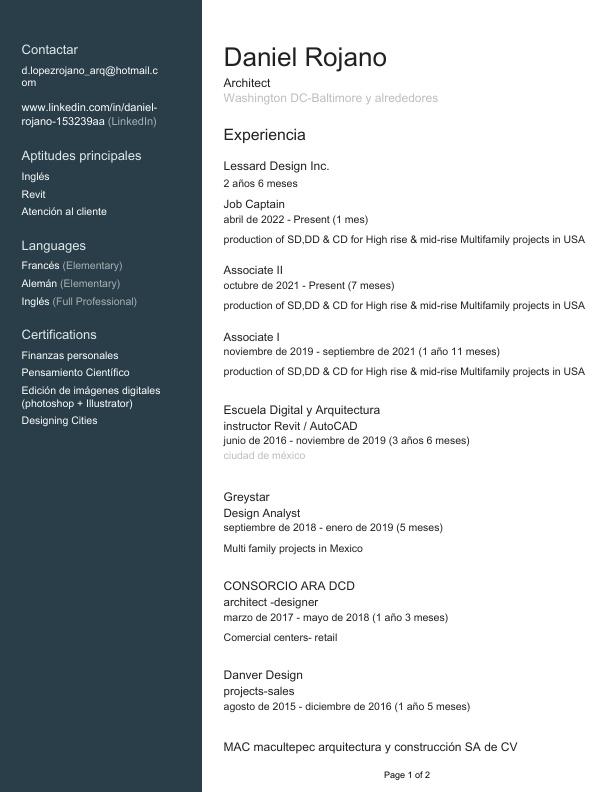 Contactar
d.lopezrojano_arq@hotmail.c
om
www.linkedin.com/in/daniel-
rojano-153239aa (LinkedIn)
Aptitudes principales
Inglés
Revit
Atención al cliente
Languages
Francés (Elementary)
Alemán (Elementary)
Inglés (Full Professional)
Certifications
Finanzas personales
Pensamiento Científico
Edición de imágenes digitales
(photoshop + Illustrator)
Designing Cities
Daniel Rojano
Architect
Washington DC-Baltimore y alrededores
Experiencia
Lessard Design Inc.
2 años 6 meses
Job Captain
abril de 2022 - Present (1 mes)
production of SD,DD & CD for High rise & mid-rise Multifamily projects in USA
Associate II
octubre de 2021 - Present (7 meses)
production of SD,DD & CD for High rise & mid-rise Multifamily projects in USA
Associate I
noviembre de 2019 - septiembre de 2021 (1 año 11 meses)
production of SD,DD & CD for High rise & mid-rise Multifamily projects in USA
Escuela Digital y Arquitectura
instructor Revit / AutoCAD
junio de 2016 - noviembre de 2019 (3 años 6 meses)
ciudad de méxico
Greystar
Design Analyst
septiembre de 2018 - enero de 2019 (5 meses)
Multi family projects in Mexico
CONSORCIO ARA DCD
architect -designer
marzo de 2017 - mayo de 2018 (1 año 3 meses)
Comercial centers- retail
Danver Design
projects-sales
agosto de 2015 - diciembre de 2016 (1 año 5 meses)
MAC macultepec arquitectura y construcción SA de CV
Page 1 of 2